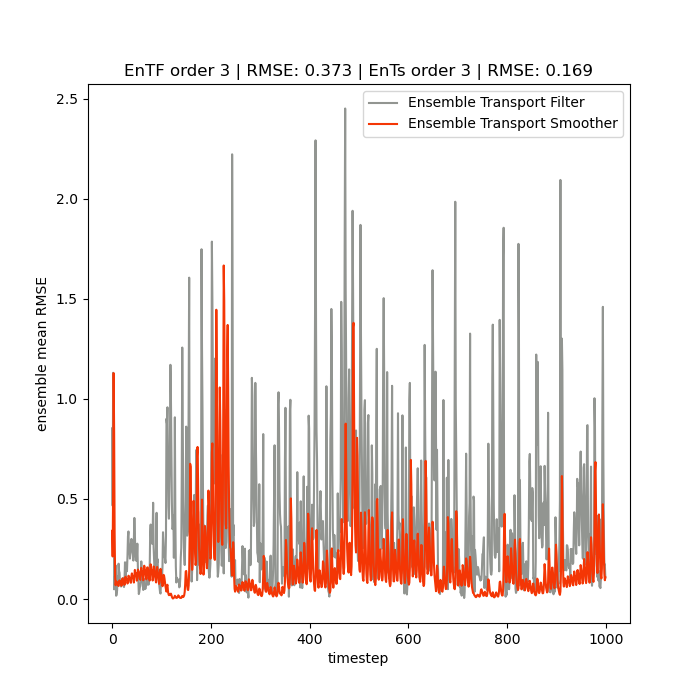 EnTF order 3 | RMSE: 0.373 | EnTs order 3 | RMSE: 0.169
Ensemble Transport Filter
Ensemble Transport Smoother
ensemble mean RMSE
2.5
2.0
1.5
1.0
0.5
0.0
0 200 400 600 800 1000
timestep